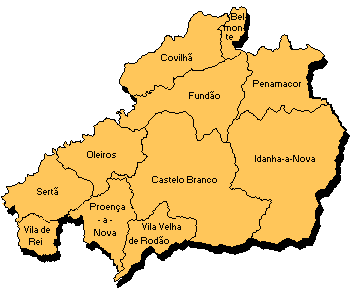 Bel-
mon-
te
Covilhã
Penamacor
Fundão
Oleiros
Idanha-a-Nova
Castelo Branco
Sertã
Proença
- a -
Nova
Vila de
Rei
Vila Velha
de Rodão